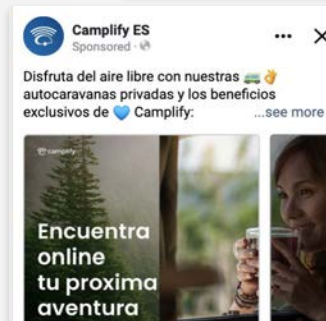 Camplify ES
Sponsored ·
Disfruta del aire libre con nuestras 🚐👌
autocaravanas privadas y los beneficios
exclusivos de 💙 Camplify: ...see more
camplify
Encuentra
online
tu proxima
aventura